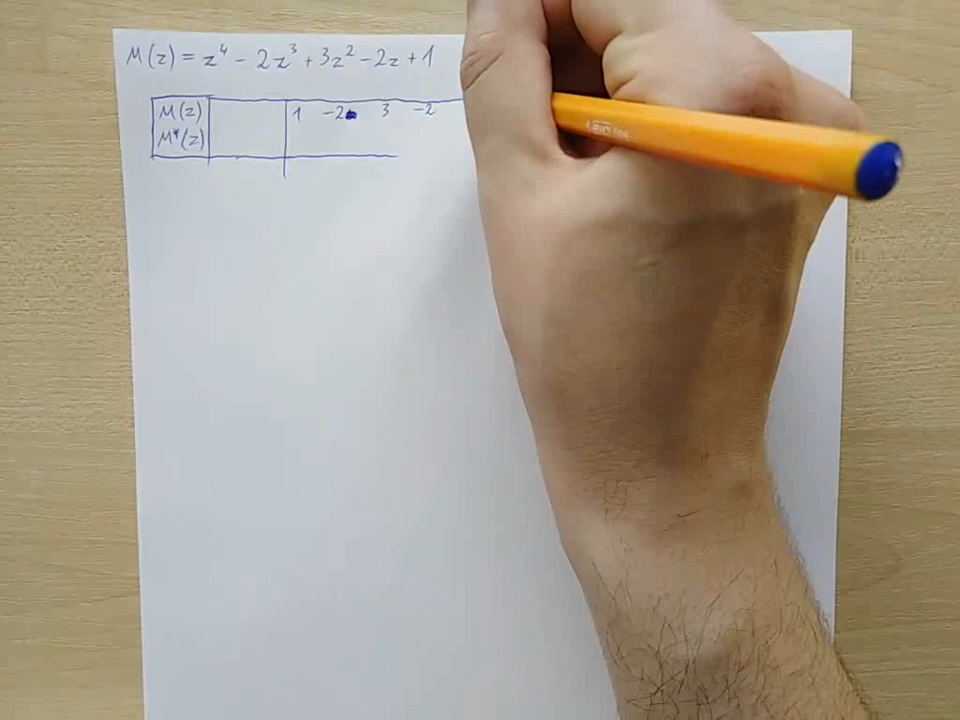 M(z) = z⁴ - 2z³ + 3z² - 2z + 1
M(z) 1 -2 3 -2
M*(z)